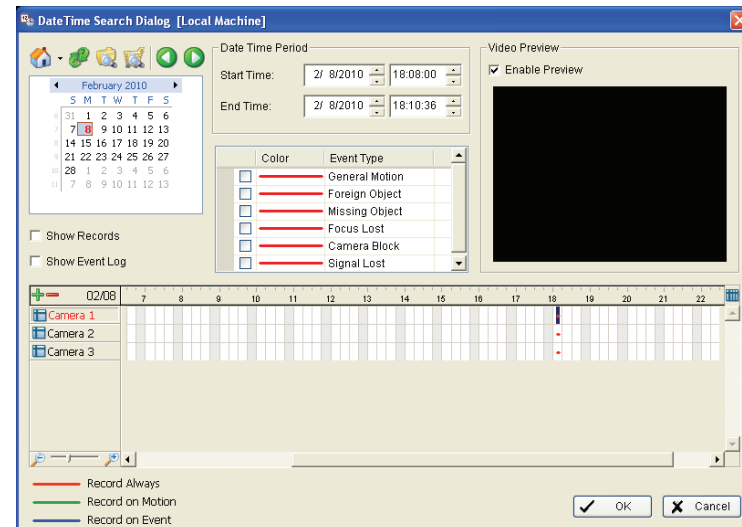 DateTime Search Dialog [Local Machine]
February 2010
S M T W T F S
6 31 1 2 3 4 5 6
7 7 8 9 10 11 12 13
8 14 15 16 17 18 19 20
9 21 22 23 24 25 26 27
10 28 1 2 3 4 5 6
11 7 8 9 10 11 12 13
Show Records
Show Event Log
Date Time Period
Start Time: 2/ 8/2010 18:08:00
End Time: 2/ 8/2010 18:10:36
Color Event Type
General Motion
Foreign Object
Missing Object
Focus Lost
Camera Block
Signal Lost
Video Preview
Enable Preview
02/08 7 8 9 10 11 12 13 14 15 16 17 18 19 20 21 22
Camera 1
Camera 2
Camera 3
Record Always
Record on Motion
Record on Event
OK Cancel